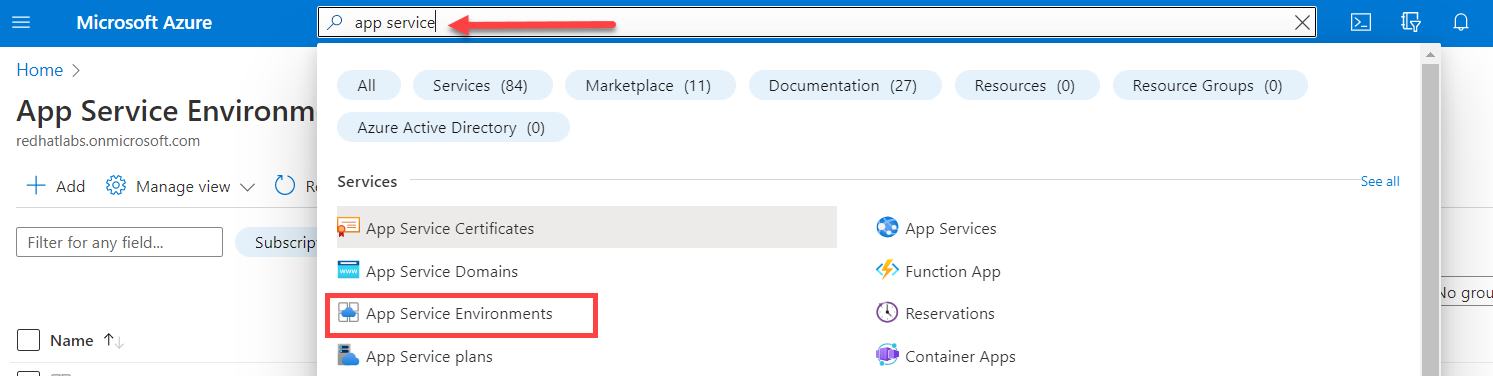 Microsoft Azure
app service
All
Services (84)
Marketplace (11)
Documentation (27)
Resources (0)
Resource Groups (0)
Azure Active Directory (0)
Home
App Service Environm
redhatlabs.onmicrosoft.com
Add
Manage view
Re
Filter for any field...
Subscript
Name
Services
See all
App Service Certificates
App Services
App Service Domains
Function App
App Service Environments
Reservations
App Service plans
Container Apps
No grou